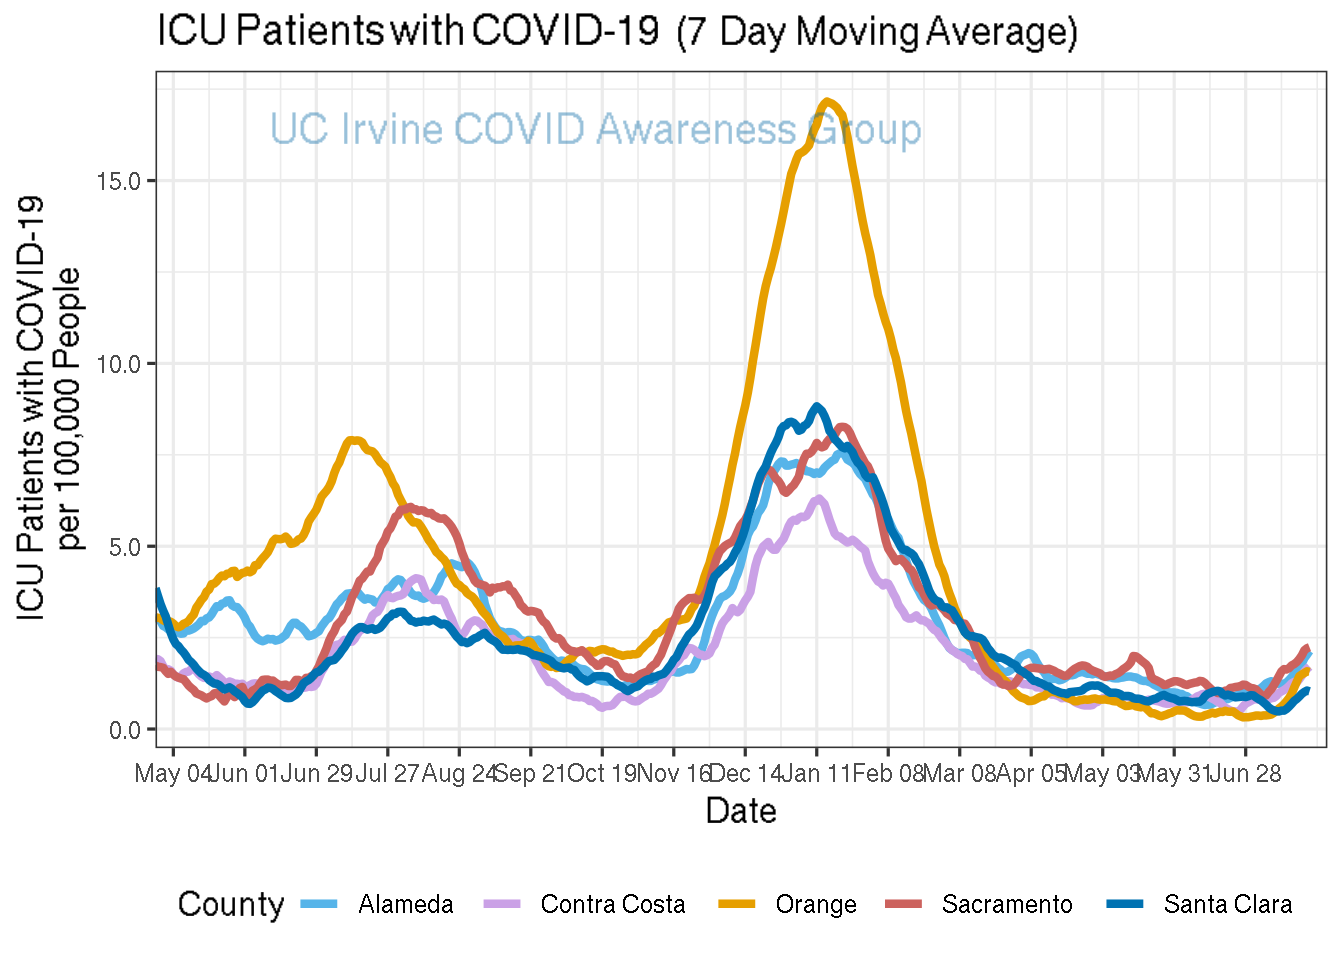 ICU Patients with COVID-19 (7 Day Moving Average)
UC Irvine COVID Awareness Group
ICU Patients with COVID-19
per 100,000 People
15.0
10.0
5.0
0.0
May 04 Jun 01 Jun 29 Jul 27 Aug 24 Sep 21 Oct 19 Nov 16 Dec 14 Jan 11 Feb 08 Mar 08 Apr 05 May 03 May 31 Jun 28
Date
County Alameda Contra Costa Orange Sacramento Santa Clara